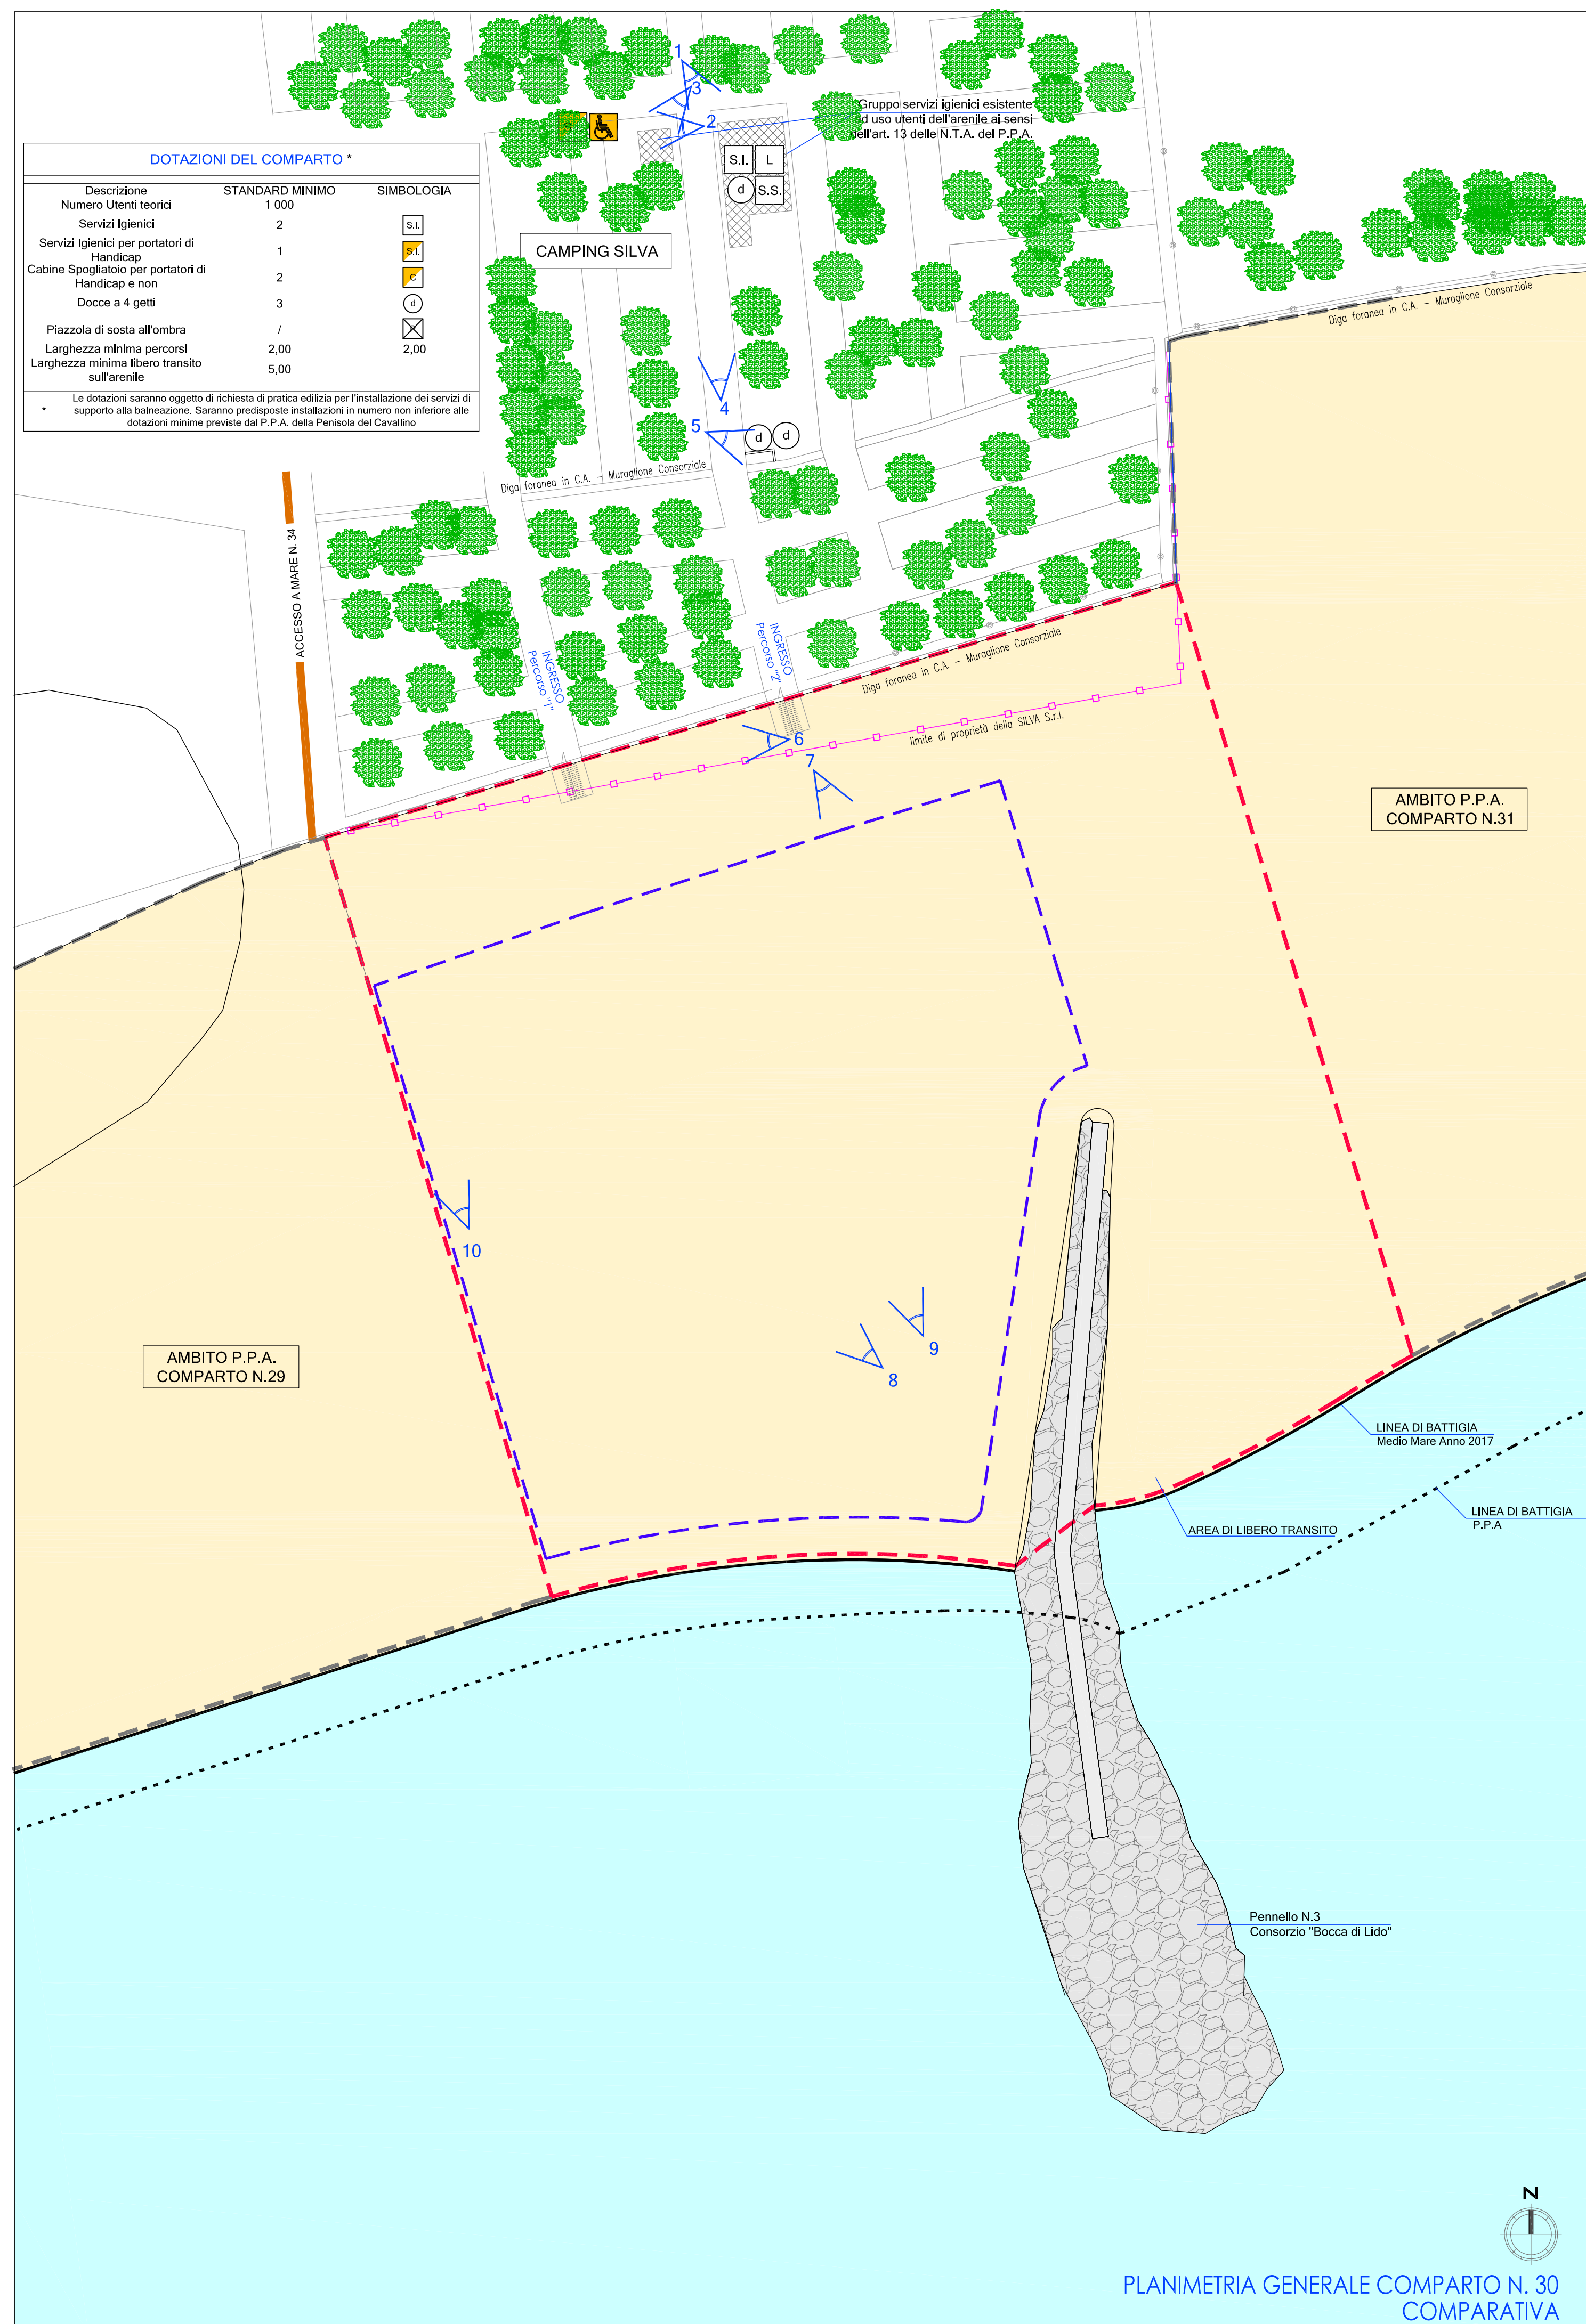 1
3
2
Gruppo servizi igienici esistente
ad uso utenti dell'arenile ai sensi
dell'art. 13 delle N.T.A. del P.P.A.
S.I.
S.I. L
d S.S.
DOTAZIONI DEL COMPARTO *
Descrizione STANDARD MINIMO SIMBOLOGIA
Numero Utenti teorici 1 000
Servizi Igienici 2 S.I.
Servizi Igienici per portatori di
Handicap 1 S.I.
Cabine Spogliatoio per portatori di
Handicap e non 2 C
Docce a 4 getti 3 d
Piazzola di sosta all'ombra / P
Larghezza minima percorsi 2,00 2,00
Larghezza minima libero transito
sull'arenile 5,00
* Le dotazioni saranno oggetto di richiesta di pratica edilizia per l'installazione dei servizi di
supporto alla balneazione. Saranno predisposte installazioni in numero non inferiore alle
dotazioni minime previste dal P.P.A. della Penisola del Cavallino
CAMPING SILVA
Diga foranea in C.A. - Muraglione Consorziale
4
5
d d
Diga foranea in C.A. - Muraglione Consorziale
ACCESSO A MARE N. 34
INGRESSO
Percorso "1"
INGRESSO
Percorso "2"
Diga foranea in C.A. - Muraglione Consorziale
limite di proprietà della SILVA S.r.l.
6
7
AMBITO P.P.A.
COMPARTO N.31
10
9
8
AMBITO P.P.A.
COMPARTO N.29
LINEA DI BATTIGIA
Medio Mare Anno 2017
LINEA DI BATTIGIA
P.P.A
AREA DI LIBERO TRANSITO
Pennello N.3
Consorzio "Bocca di Lido"
N
PLANIMETRIA GENERALE COMPARTO N. 30
COMPARATIVA